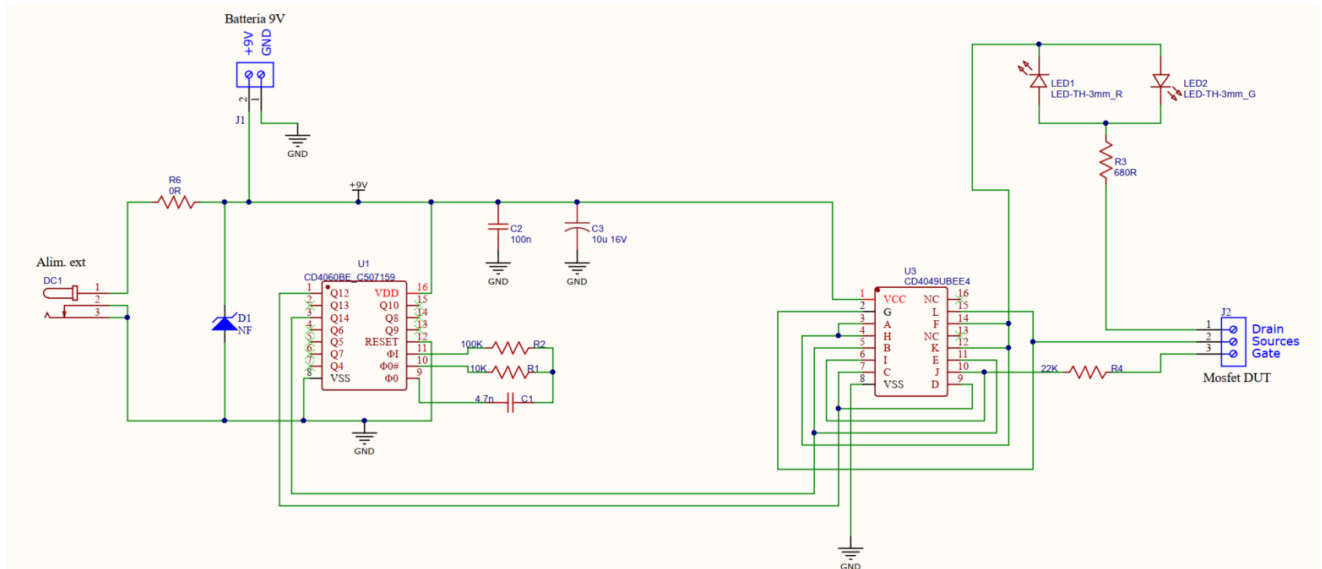 Batteria 9V
+9V
GND
2
1
J1
GND
LED1
LED-TH-3mm_R
LED2
LED-TH-3mm_G
R3
680R
R6
0R
+9V
C2
100n
C3
10u 16V
GND
GND
Alim. ext
DC1
1
2
3
D1
NF
U1
CD4060BE_C507159
1 Q12 VDD 16
2 Q13 Q10 15
3 Q14 Q8 14
4 Q6 Q9 13
5 Q5 RESET 12
6 Q7 ΦI 11
7 Q4 Φ0# 10
8 VSS Φ0 9
100K R2
10K R1
4.7n C1
GND
U3
CD4049UBEE4
1 VCC NC 16
2 G L 15
3 A F 14
4 H NC 13
5 B K 12
6 I E 11
7 C J 10
8 VSS D 9
22K R4
J2
1 Drain
2 Sources
3 Gate
Mosfet DUT
GND